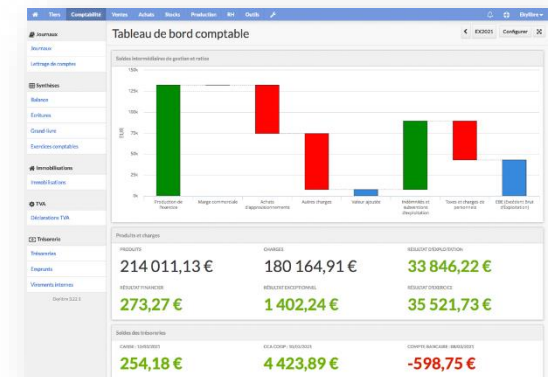 Tiers Comptabilité Ventes Achats Stocks Production RH Outils Ekylibre
Journaux
Journaux
Lettrage de comptes
Synthèses
Balance
Écritures
Grand livre
Exercices comptables
Immobilisations
Immobilisations
TVA
Déclarations TVA
Trésorerie
Trésoreries
Emprunts
Virements internes
Tableau de bord comptable
EX2021 Configurer
Soldes intermédiaires de gestion et ratios
150k
125k
100k
75k
50k
25k
0k
EUR
Production de l'exercice
Marge commerciale
Achats d'approvisionnements
Autres charges
Valeur ajoutée
Indemnités et subventions d'exploitation
Taxes et charges de personnels
EBE (Excédent Brut d'Exploitation)
Produits et charges
PRODUITS CHARGES RÉSULTAT D'EXPLOITATION
214 011,13 € 180 164,91 € 33 846,22 €
RÉSULTAT FINANCIER RÉSULTAT EXCEPTIONNEL RÉSULTAT D'EXERCICE
273,27 € 1 402,24 € 35 521,73 €
Soldes des trésoreries
254,18 € 4 423,89 € -598,75 €